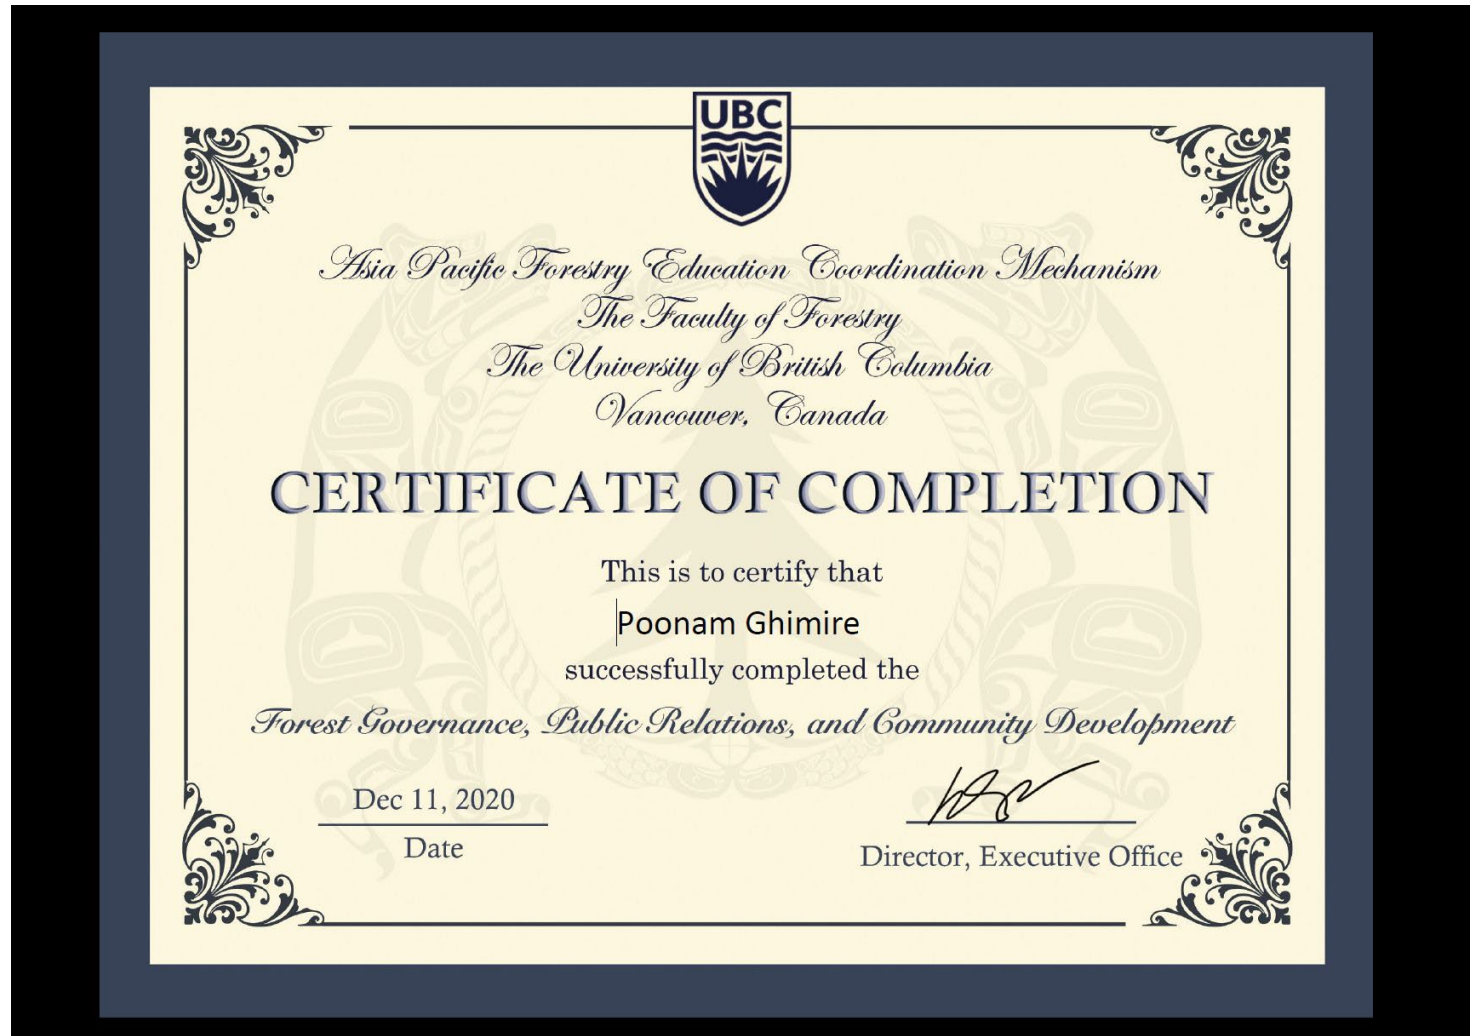 UBC
Asia Pacific Forestry Education Coordination Mechanism
The Faculty of Forestry
The University of British Columbia
Vancouver, Canada
CERTIFICATE OF COMPLETION
This is to certify that
Poonam Ghimire
successfully completed the
Forest Governance, Public Relations, and Community Development
Dec 11, 2020
Date
Director, Executive Office